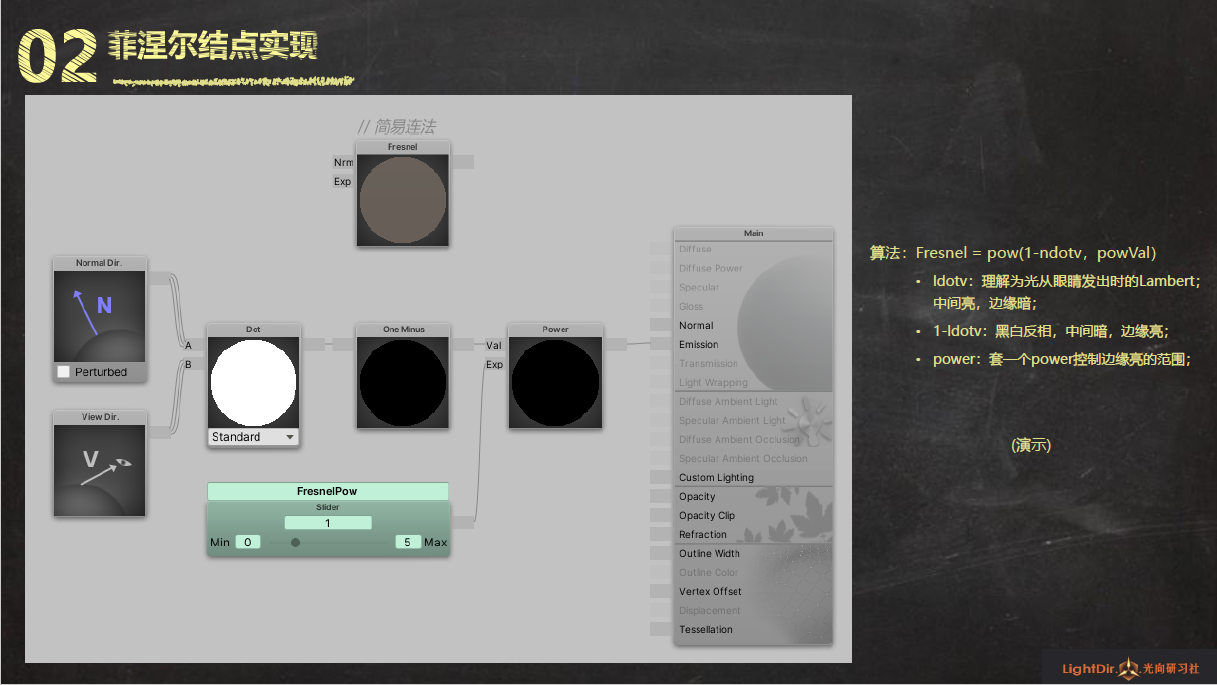 02 菲涅尔结点实现
// 简易连法
Fresnel
Nrm
Exp
Normal Dir.
N
Perturbed
View Dir.
V
Dot
A
B
Standard
One Minus
Power
Val
Exp
FresnelPow
Slider
1
Min 0 5 Max
Main
Diffuse
Diffuse Power
Specular
Gloss
Normal
Emission
Transmission
Light Wrapping
Diffuse Ambient Light
Specular Ambient Light
Diffuse Ambient Occlusion
Specular Ambient Occlusion
Custom Lighting
Opacity
Opacity Clip
Refraction
Outline Width
Outline Color
Vertex Offset
Displacement
Tessellation
算法：Fresnel = pow(1-ndotv，powVal)
• ldotv：理解为光从眼睛发出时的Lambert；
中间亮，边缘暗；
• 1-ldotv：黑白反相，中间暗，边缘亮；
• power：套一个power控制边缘亮的范围；
(演示)
LightDir.光向研习社